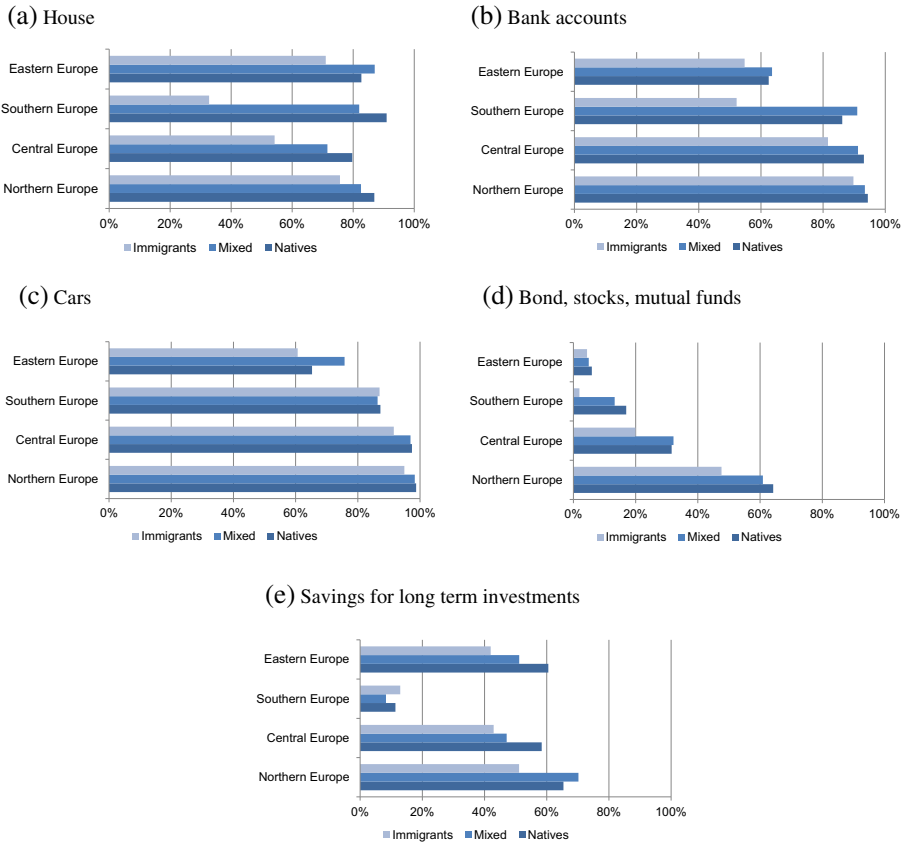 (a) House
Eastern Europe
Southern Europe
Central Europe
Northern Europe
0% 20% 40% 60% 80% 100%
Immigrants Mixed Natives
(b) Bank accounts
Eastern Europe
Southern Europe
Central Europe
Northern Europe
0% 20% 40% 60% 80% 100%
Immigrants Mixed Natives
(c) Cars
Eastern Europe
Southern Europe
Central Europe
Northern Europe
0% 20% 40% 60% 80% 100%
Immigrants Mixed Natives
(d) Bond, stocks, mutual funds
Eastern Europe
Southern Europe
Central Europe
Northern Europe
0% 20% 40% 60% 80% 100%
Immigrants Mixed Natives
(e) Savings for long term investments
Eastern Europe
Southern Europe
Central Europe
Northern Europe
0% 20% 40% 60% 80% 100%
Immigrants Mixed Natives